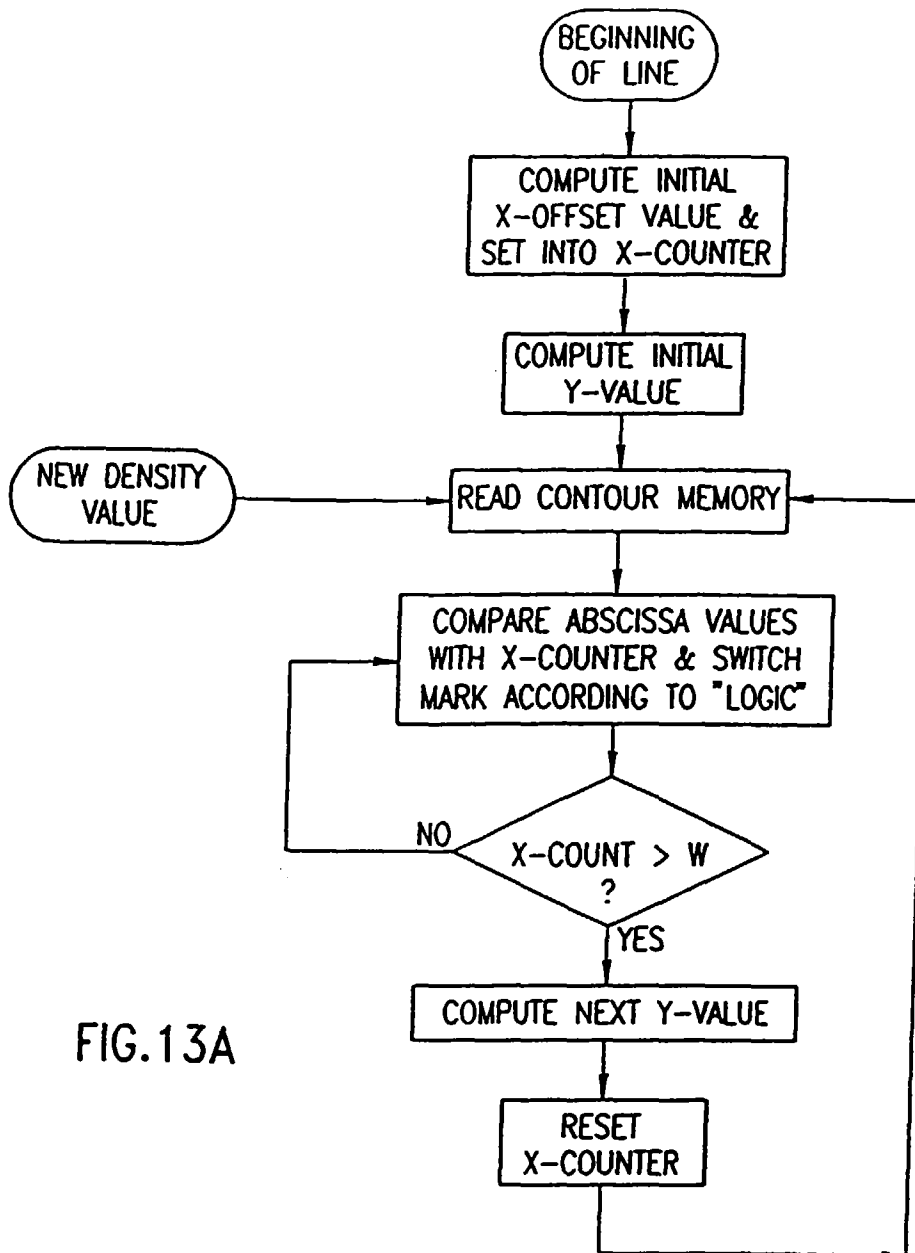 BEGINNING
OF LINE
COMPUTE INITIAL
X-OFFSET VALUE &
SET INTO X-COUNTER
COMPUTE INITIAL
Y-VALUE
NEW DENSITY
VALUE
READ CONTOUR MEMORY
COMPARE ABSCISSA VALUES
WITH X-COUNTER & SWITCH
MARK ACCORDING TO "LOGIC"
NO
X-COUNT > W
?
YES
COMPUTE NEXT Y-VALUE
FIG.13A
RESET
X-COUNTER